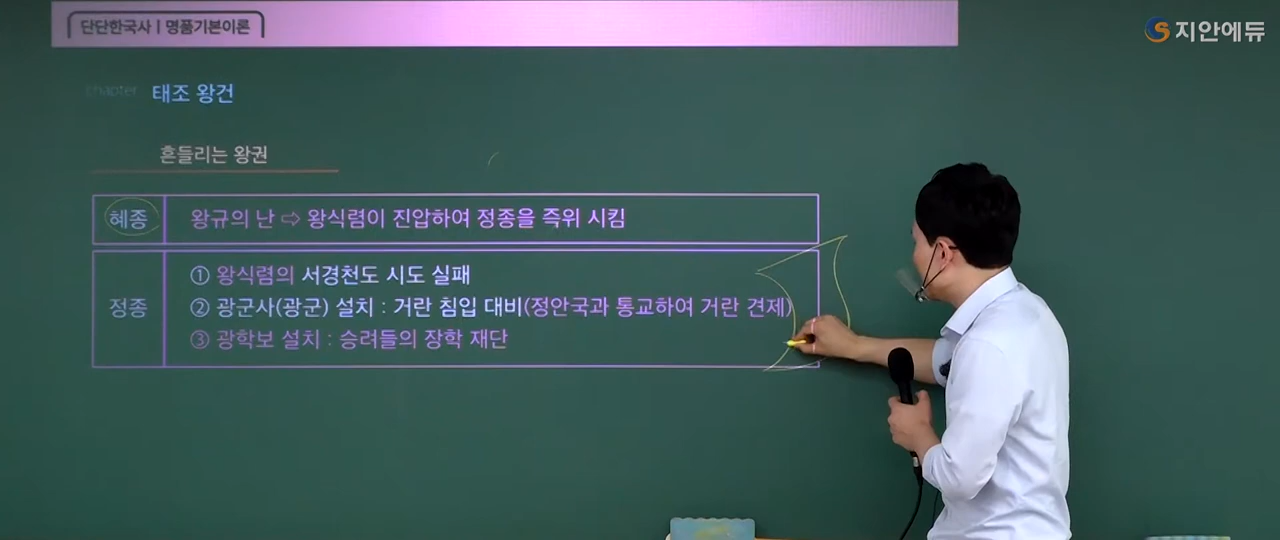 단단한국사 | 명품기본이론
지안에듀
chapter 태조 왕건
흔들리는 왕권
혜종 왕규의 난 ⇨ 왕식렴이 진압하여 정종을 즉위 시킴
정종
① 왕식렴의 서경천도 시도 실패
② 광군사(광군) 설치 : 거란 침입 대비(정안국과 통교하여 거란 견제)
③ 광학보 설치 : 승려들의 장학 재단